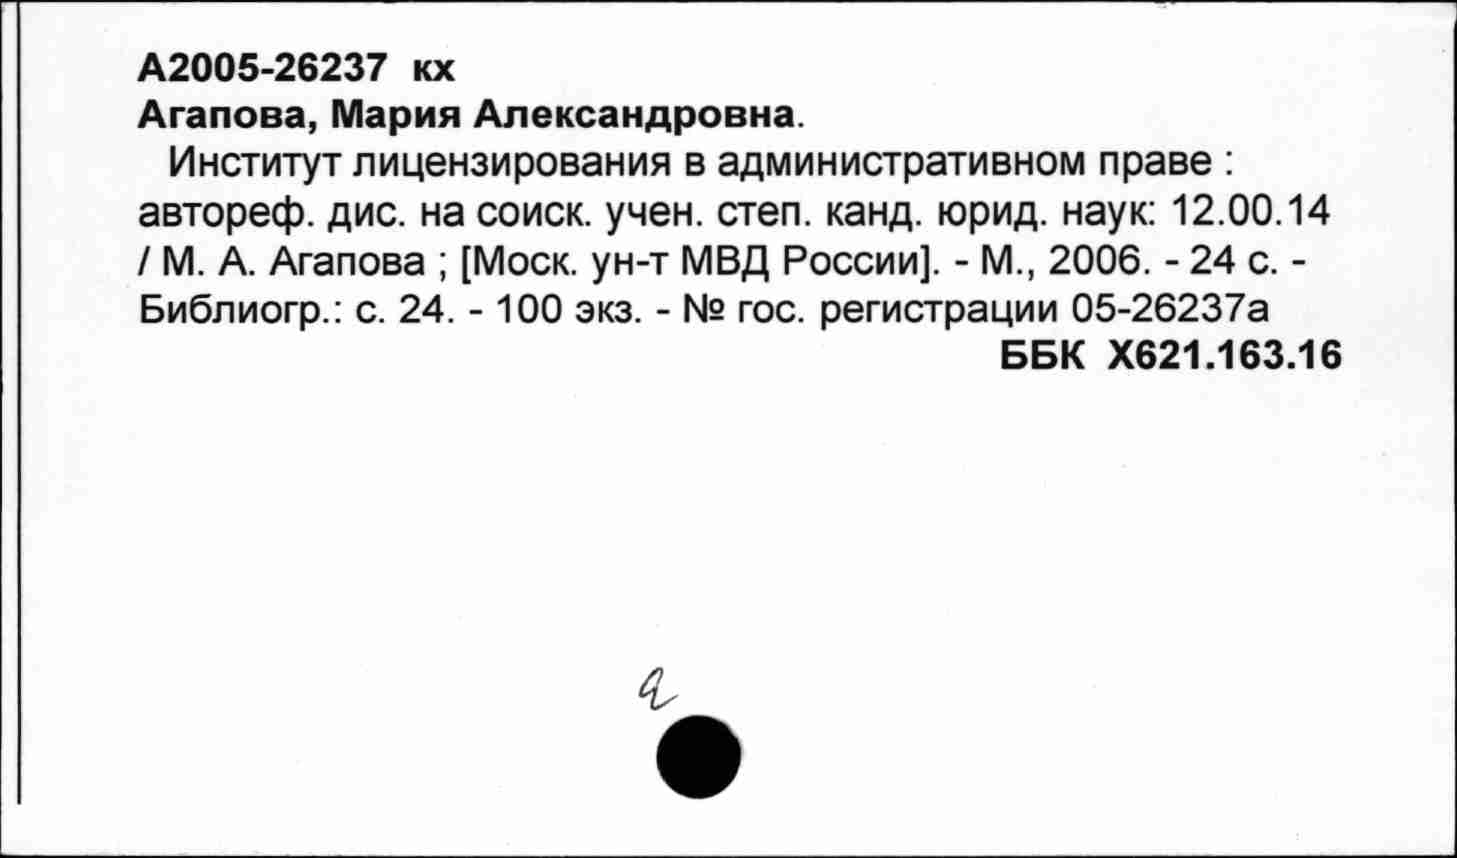 А2005-26237 кх
Агапова, Мария Александровна.
Институт лицензирования в административном праве :
автореф. дис. на соиск. учен. степ. канд. юрид. наук: 12.00.14
/ М. А. Агапова ; [Моск. ун-т МВД России]. - М., 2006. - 24 с. -
Библиогр.: с. 24. - 100 экз. - № гос. регистрации 05-26237а
ББК Х621.163.16